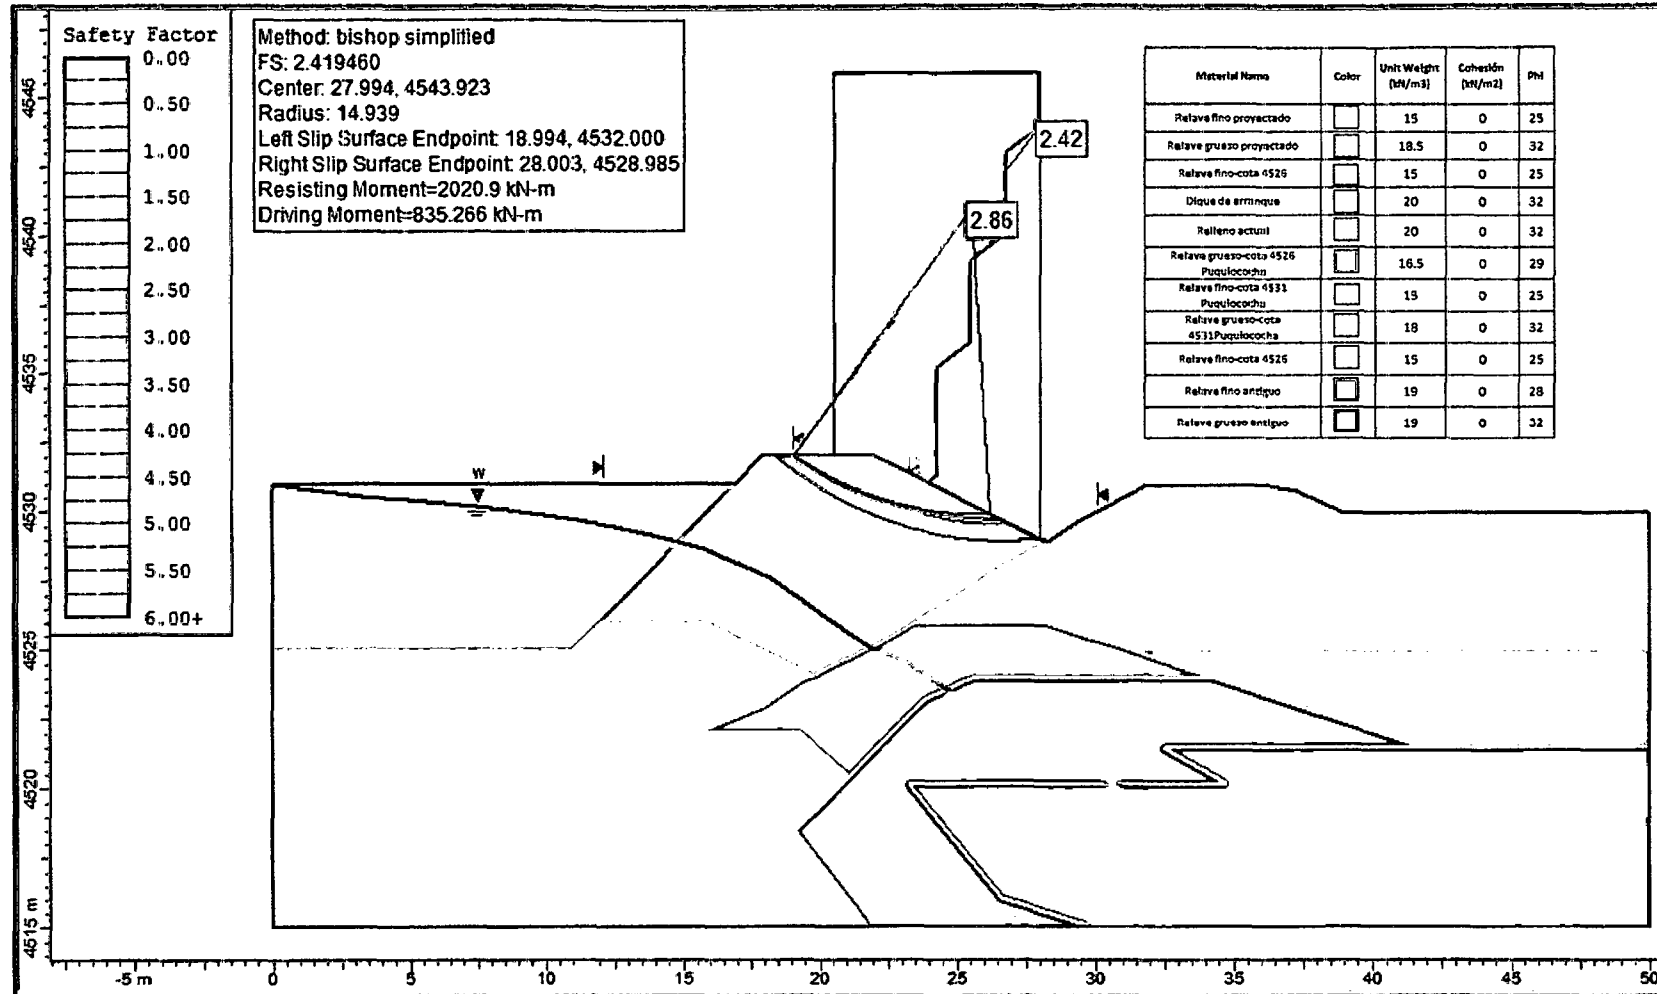 Safety Factor
0.00
0.50
1.00
1.50
2.00
2.50
3.00
3.50
4.00
4.50
5.00
5.50
6.00+
Method: bishop simplified
FS: 2.419460
Center: 27.994, 4543.923
Radius: 14.939
Left Slip Surface Endpoint: 18.994, 4532.000
Right Slip Surface Endpoint: 28.003, 4528.985
Resisting Moment=2020.9 kN-m
Driving Moment=835.266 kN-m
Material Name Color Unit Weight (kN/m3) Cohesión (kN/m2) Phi
Relave fino proyectado 15 0 25
Relave grueso proyectado 18.5 0 32
Relave fino-cota 4526 15 0 25
Dique de arranque 20 0 32
Relleno actual 20 0 32
Relave grueso-cota 4526 Puquiococha 16.5 0 29
Relave fino-cota 4531 Puquiococha 15 0 25
Relave grueso-cota 4531Puquiococha 18 0 32
Relave fino-cota 4526 15 0 25
Relave fino antiguo 19 0 28
Relave grueso antiguo 19 0 32
2.42
2.86
W
4545
4540
4535
4530
4525
4520
4515 m
-5 m 0 5 10 15 20 25 30 35 40 45 50